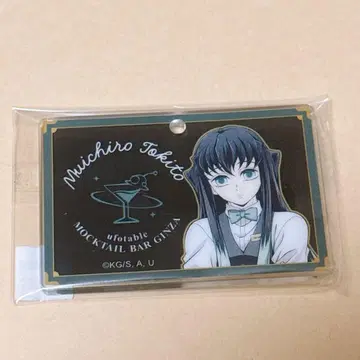 Muichiro Tokito
ufotable
MOCKTAIL BAR GINZA
©KG/S, A, U